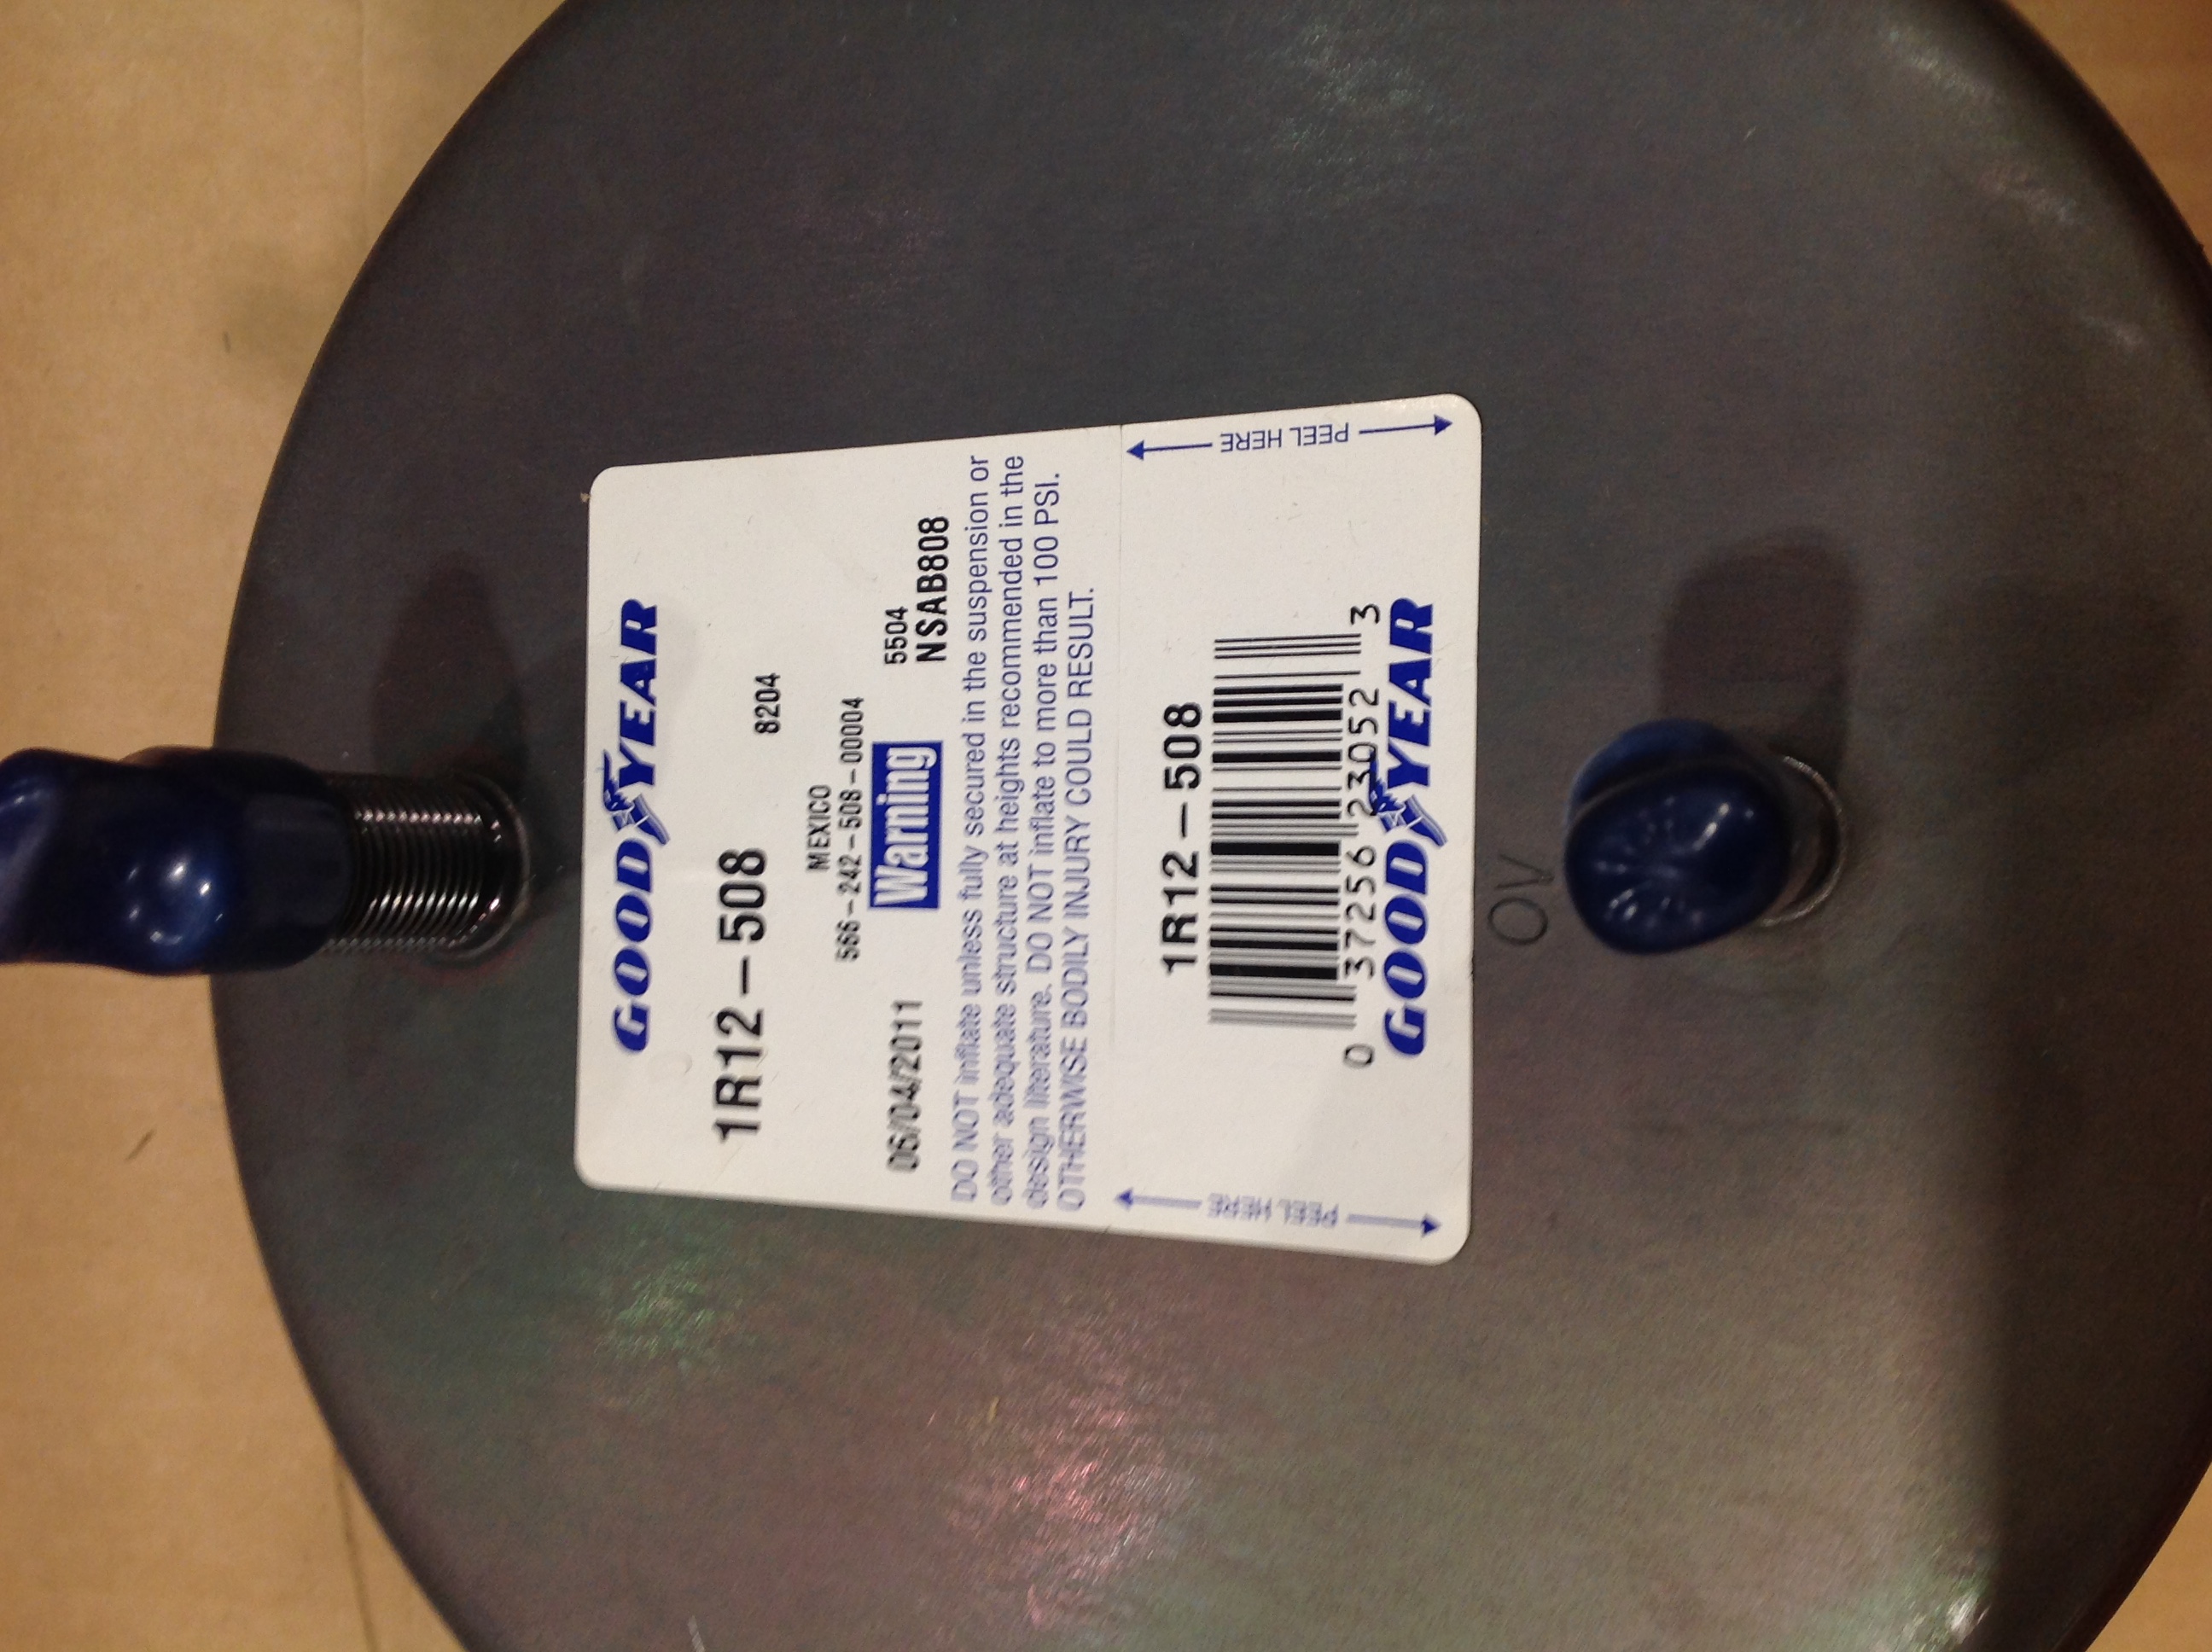 GOODYEAR
1R12-508
8204
MEXICO
566-242-508-00004
06/04/2011
Warning
5504
NSAB808
DO NOT inflate unless fully secured in the suspension or
other adequate structure at heights recommended in the
design literature. DO NOT inflate to more than 100 PSI.
OTHERWISE BODILY INJURY COULD RESULT.
PEEL HERE
PEEL HERE
1R12-508
0 37256 23052 3
GOODYEAR
OV